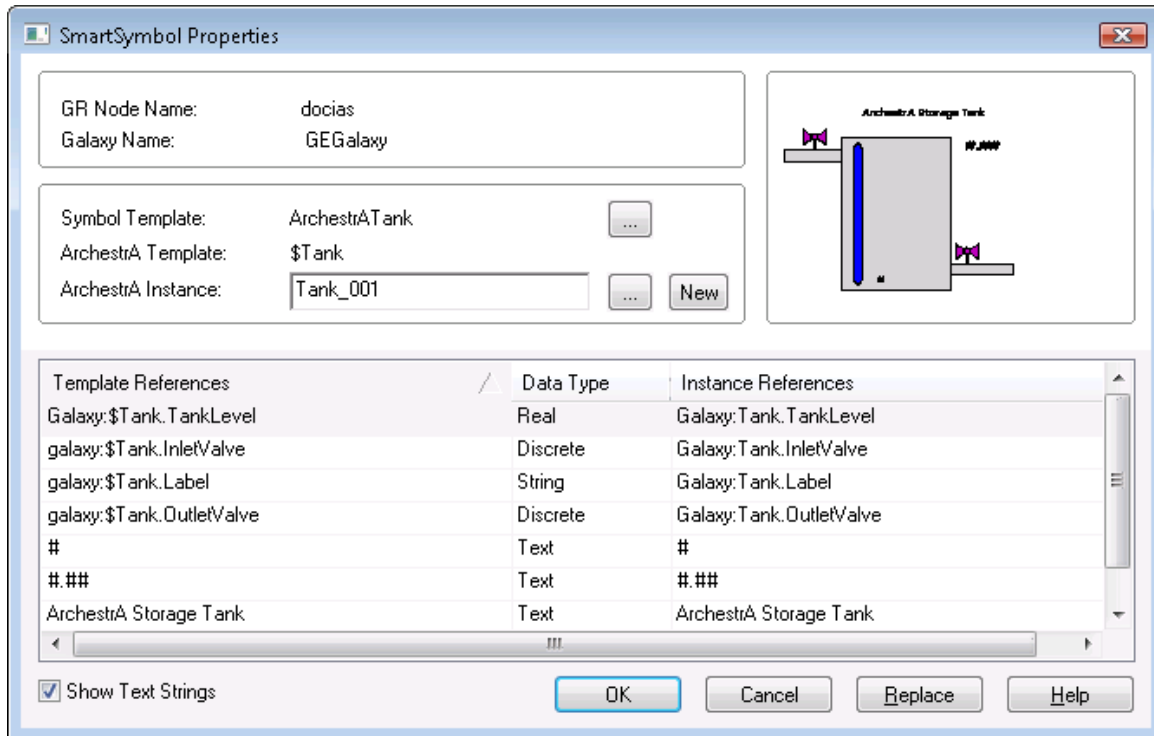 SmartSymbol Properties
GR Node Name: docias
Galaxy Name: GEGalaxy
ArchestrA Storage Tank
#.###
#
Symbol Template: ArchestrATank ...
ArchestrA Template: $Tank
ArchestrA Instance: Tank_001 ... New
Template References Data Type Instance References
Galaxy:$Tank.TankLevel Real Galaxy:Tank.TankLevel
galaxy:$Tank.InletValve Discrete Galaxy:Tank.InletValve
galaxy:$Tank.Label String Galaxy:Tank.Label
galaxy:$Tank.OutletValve Discrete Galaxy:Tank.OutletValve
# Text #
#.## Text #.##
ArchestrA Storage Tank Text ArchestrA Storage Tank
Show Text Strings OK Cancel Replace Help